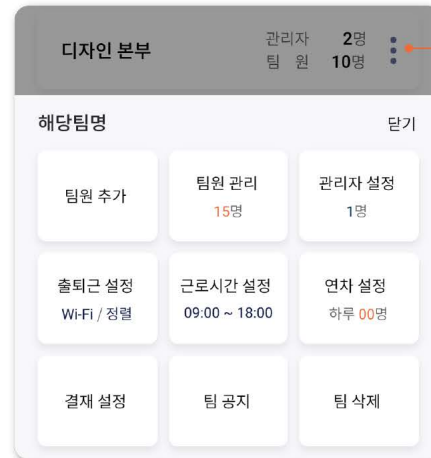 디자인 본부
관리자 2명
팀 원 10명
해당팀명 닫기
팀원 추가
팀원 관리
15명
관리자 설정
1명
출퇴근 설정
Wi-Fi / 정렬
근로시간 설정
09:00 ~ 18:00
연차 설정
하루 00명
결재 설정
팀 공지
팀 삭제